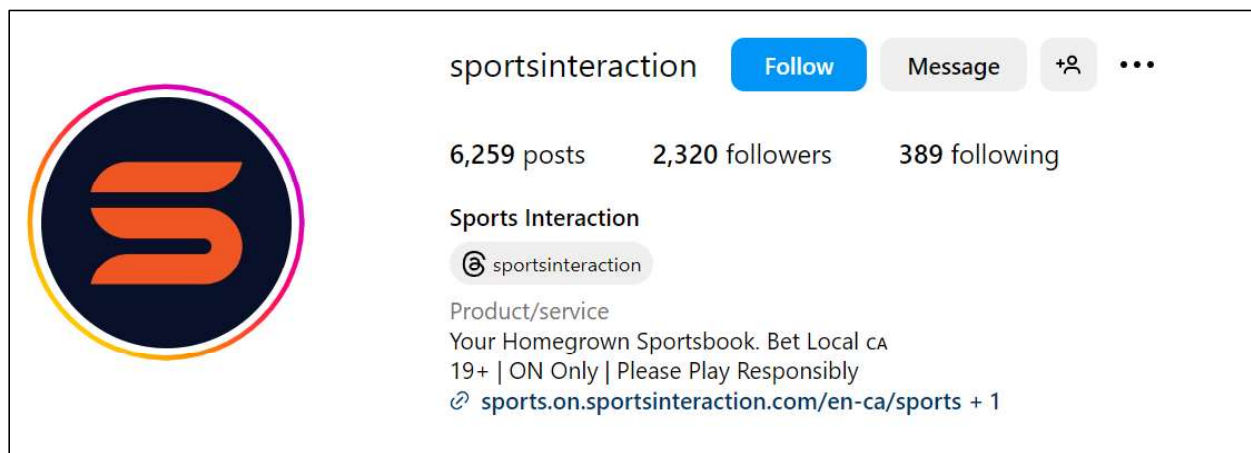 sportsinteraction Follow Message
6,259 posts 2,320 followers 389 following
Sports Interaction
sportsinteraction
Product/service
Your Homegrown Sportsbook. Bet Local CA
19+ | ON Only | Please Play Responsibly
sports.on.sportsinteraction.com/en-ca/sports + 1